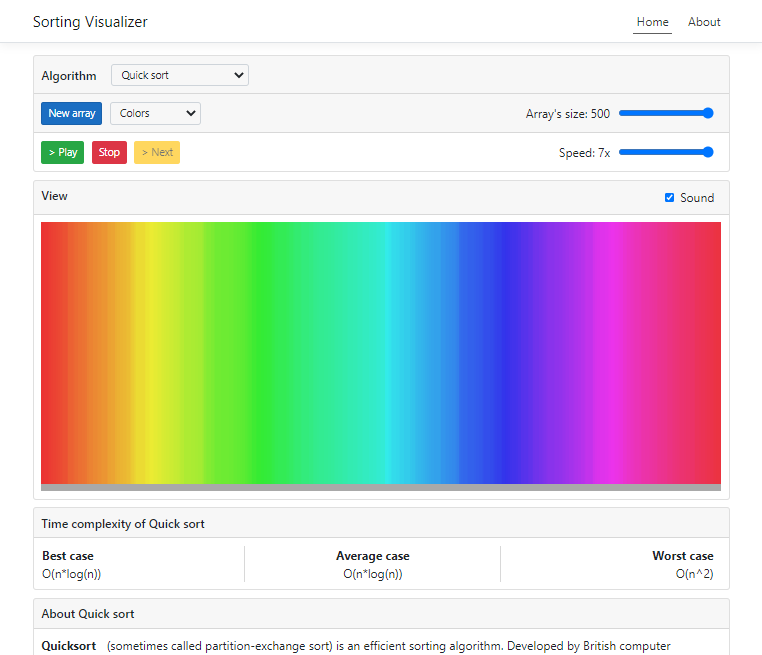 Sorting Visualizer Home About
Algorithm Quick sort
New array Colors Array's size: 500
> Play Stop > Next Speed: 7x
View Sound
Time complexity of Quick sort
Best case Average case Worst case
O(n*log(n)) O(n*log(n)) O(n^2)
About Quick sort
Quicksort (sometimes called partition-exchange sort) is an efficient sorting algorithm. Developed by British computer